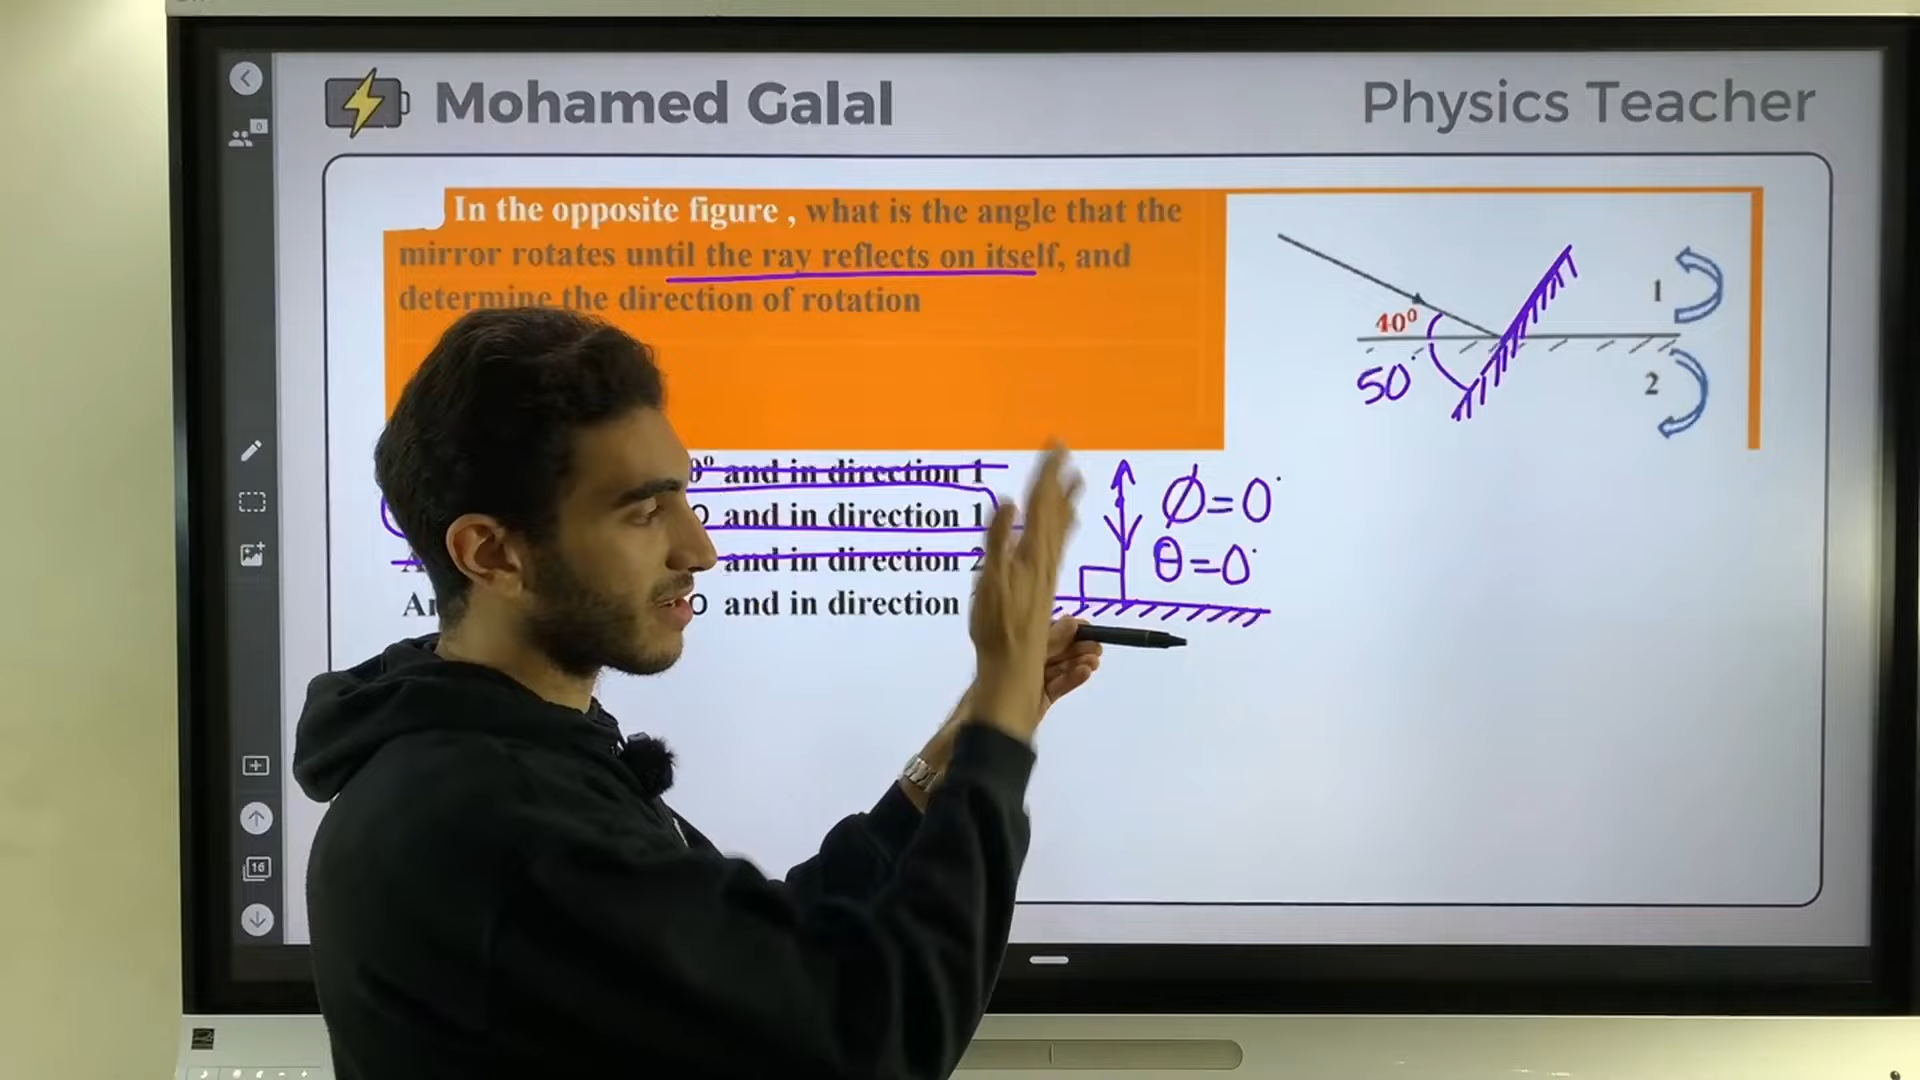 Mohamed Galal
Physics Teacher
In the opposite figure , what is the angle that the
mirror rotates until the ray reflects on itself, and
determine the direction of rotation
40⁰
50°
1
2
and in direction 1
and in direction 1
and in direction 2
and in direction
Ø=0°
θ=0°
0
16